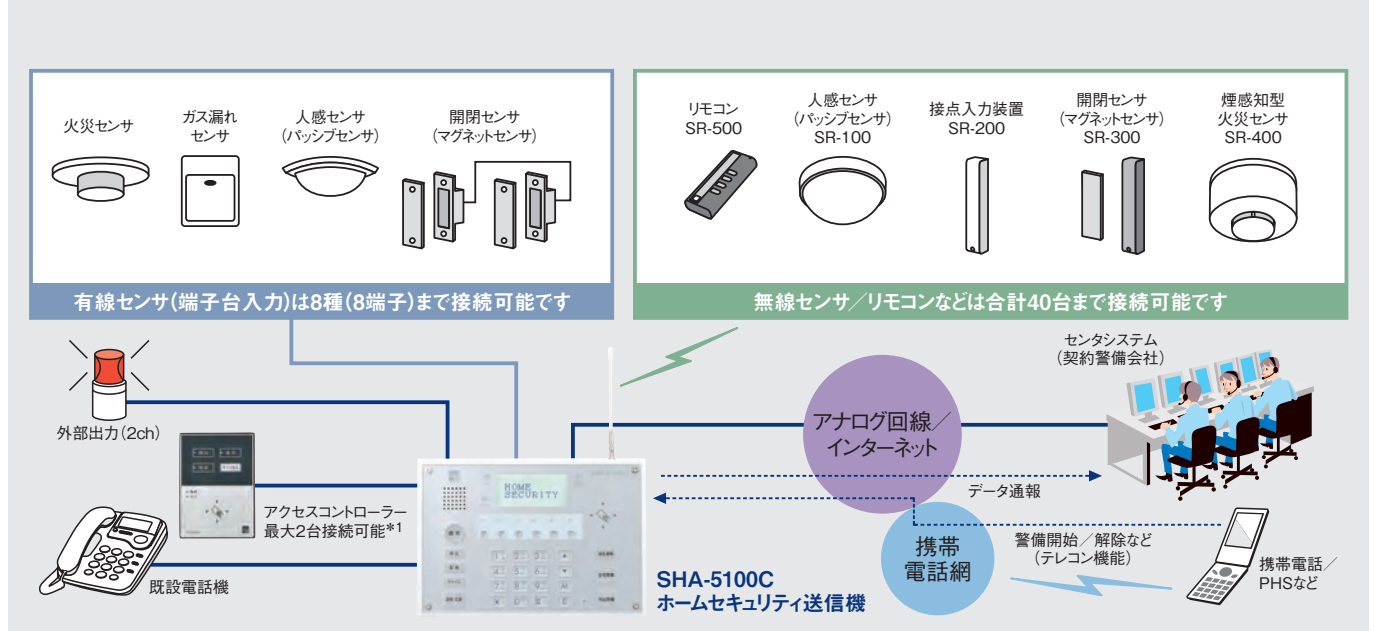 火災センサ
ガス漏れ
センサ
人感センサ
(パッシブセンサ)
開閉センサ
(マグネットセンサ)
有線センサ(端子台入力)は8種(8端子)まで接続可能です
リモコン
SR-500
人感センサ
(パッシブセンサ)
SR-100
接点入力装置
SR-200
開閉センサ
(マグネットセンサ)
SR-300
煙感知型
火災センサ
SR-400
無線センサ/リモコンなどは合計40台まで接続可能です
外部出力(2ch)
アクセスコントローラー
最大2台接続可能*1
既設電話機
HOME
SECURITY
SHA-5100C
ホームセキュリティ送信機
アナログ回線/
インターネット
センタシステム
(契約警備会社)
データ通報
携帯
電話網
警備開始/解除など
(テレコン機能)
携帯電話/
PHSなど